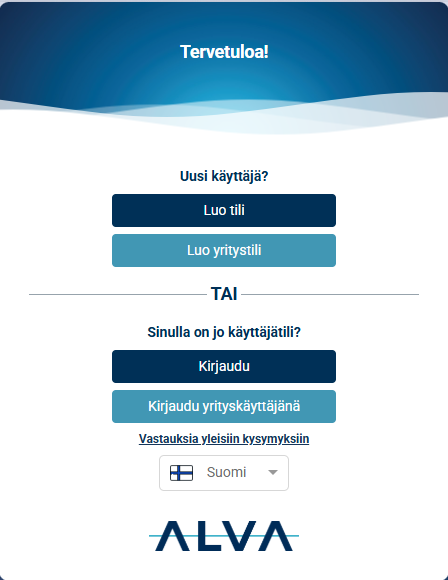 Tervetuloa!
Uusi käyttäjä?
Luo tili
Luo yritystili
TAI
Sinulla on jo käyttäjätili?
Kirjaudu
Kirjaudu yrityskäyttäjänä
Vastauksia yleisiin kysymyksiin
Suomi
ALVA